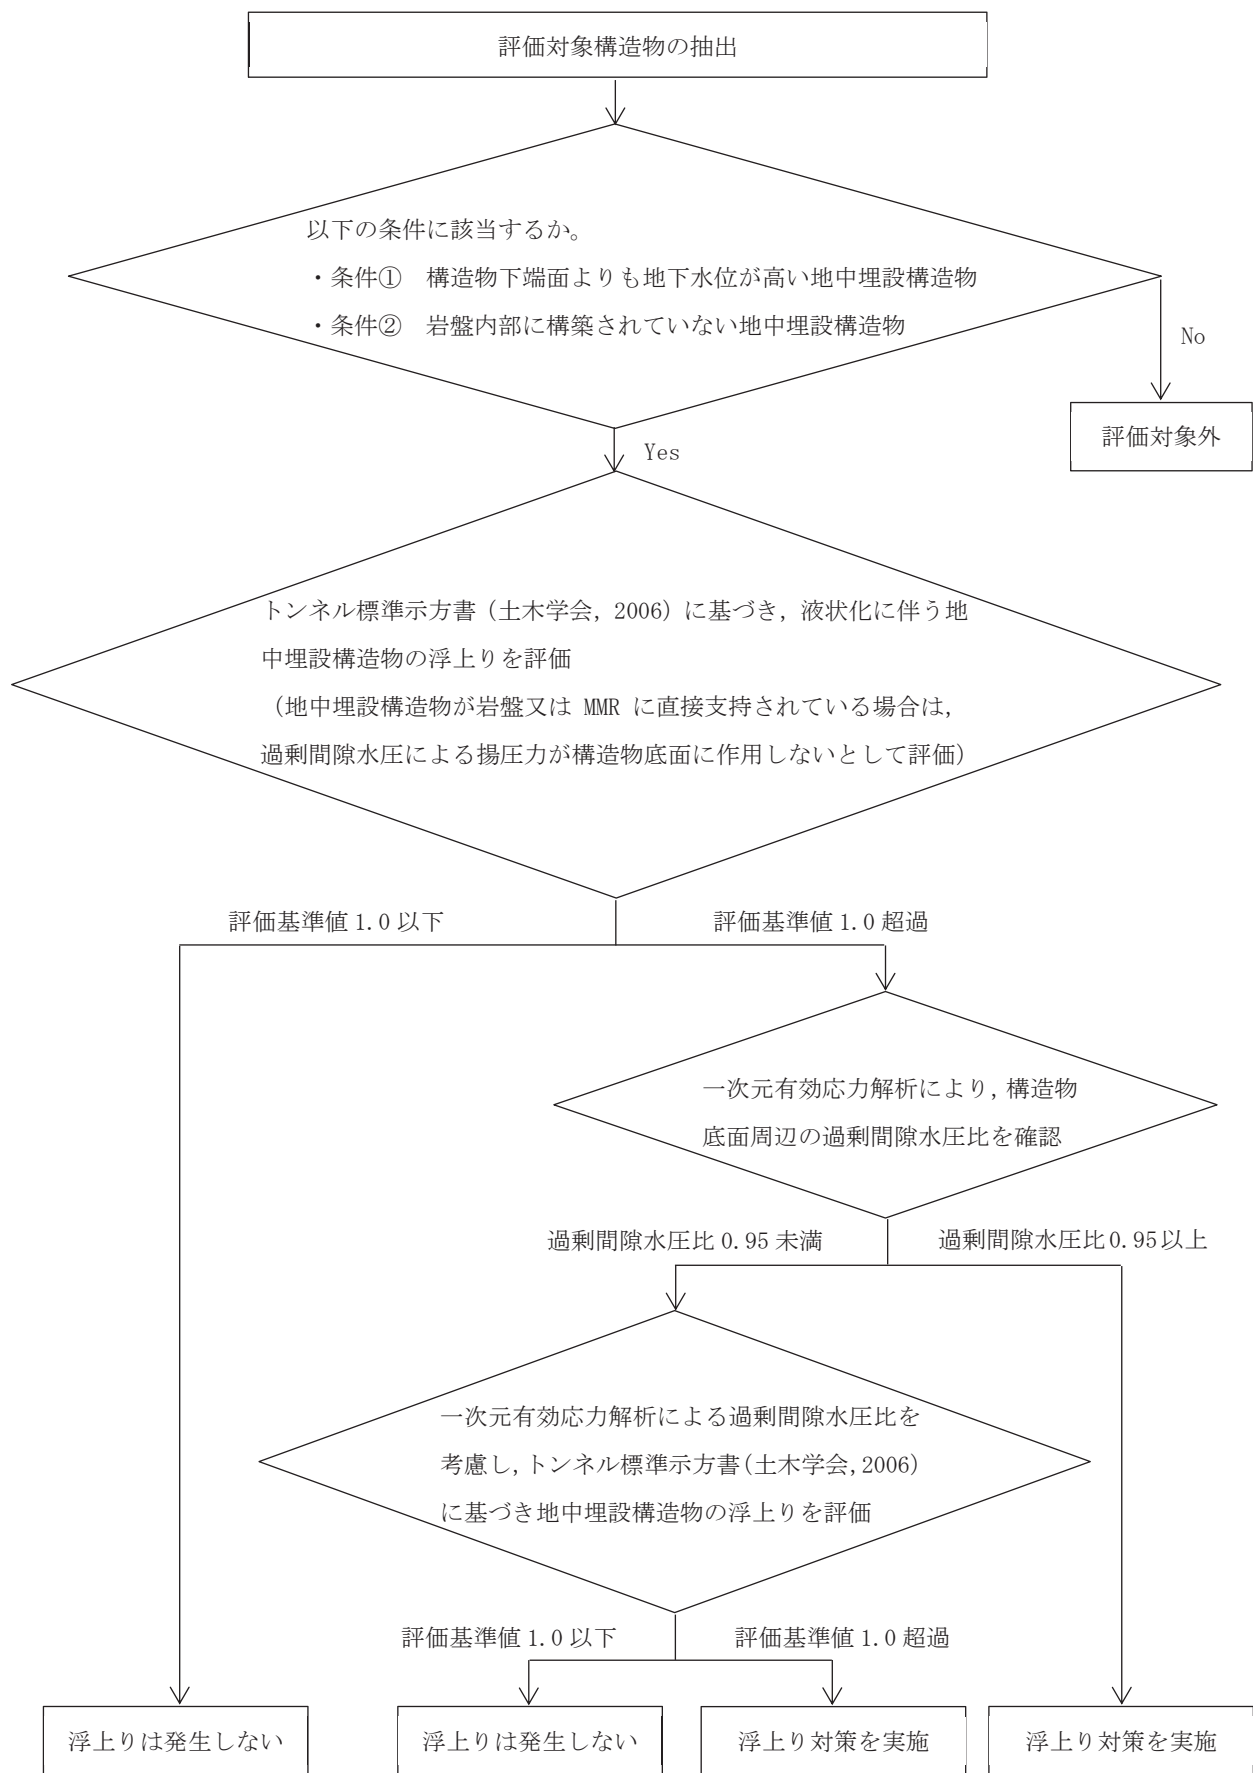 評価対象構造物の抽出
以下の条件に該当するか。
・条件①　構造物下端面よりも地下水位が高い地中埋設構造物
・条件②　岩盤内部に構築されていない地中埋設構造物
No
評価対象外
Yes
トンネル標準示方書（土木学会, 2006）に基づき, 液状化に伴う地
中埋設構造物の浮上りを評価
（地中埋設構造物が岩盤又は MMR に直接支持されている場合は,
過剰間隙水圧による揚圧力が構造物底面に作用しないとして評価）
評価基準値 1.0 以下
評価基準値 1.0 超過
一次元有効応力解析により, 構造物
底面周辺の過剰間隙水圧比を確認
過剰間隙水圧比 0.95 未満
過剰間隙水圧比 0.95 以上
一次元有効応力解析による過剰間隙水圧比を
考慮し, トンネル標準示方書（土木学会, 2006）
に基づき地中埋設構造物の浮上りを評価
評価基準値 1.0 以下
評価基準値 1.0 超過
浮上りは発生しない
浮上りは発生しない
浮上り対策を実施
浮上り対策を実施